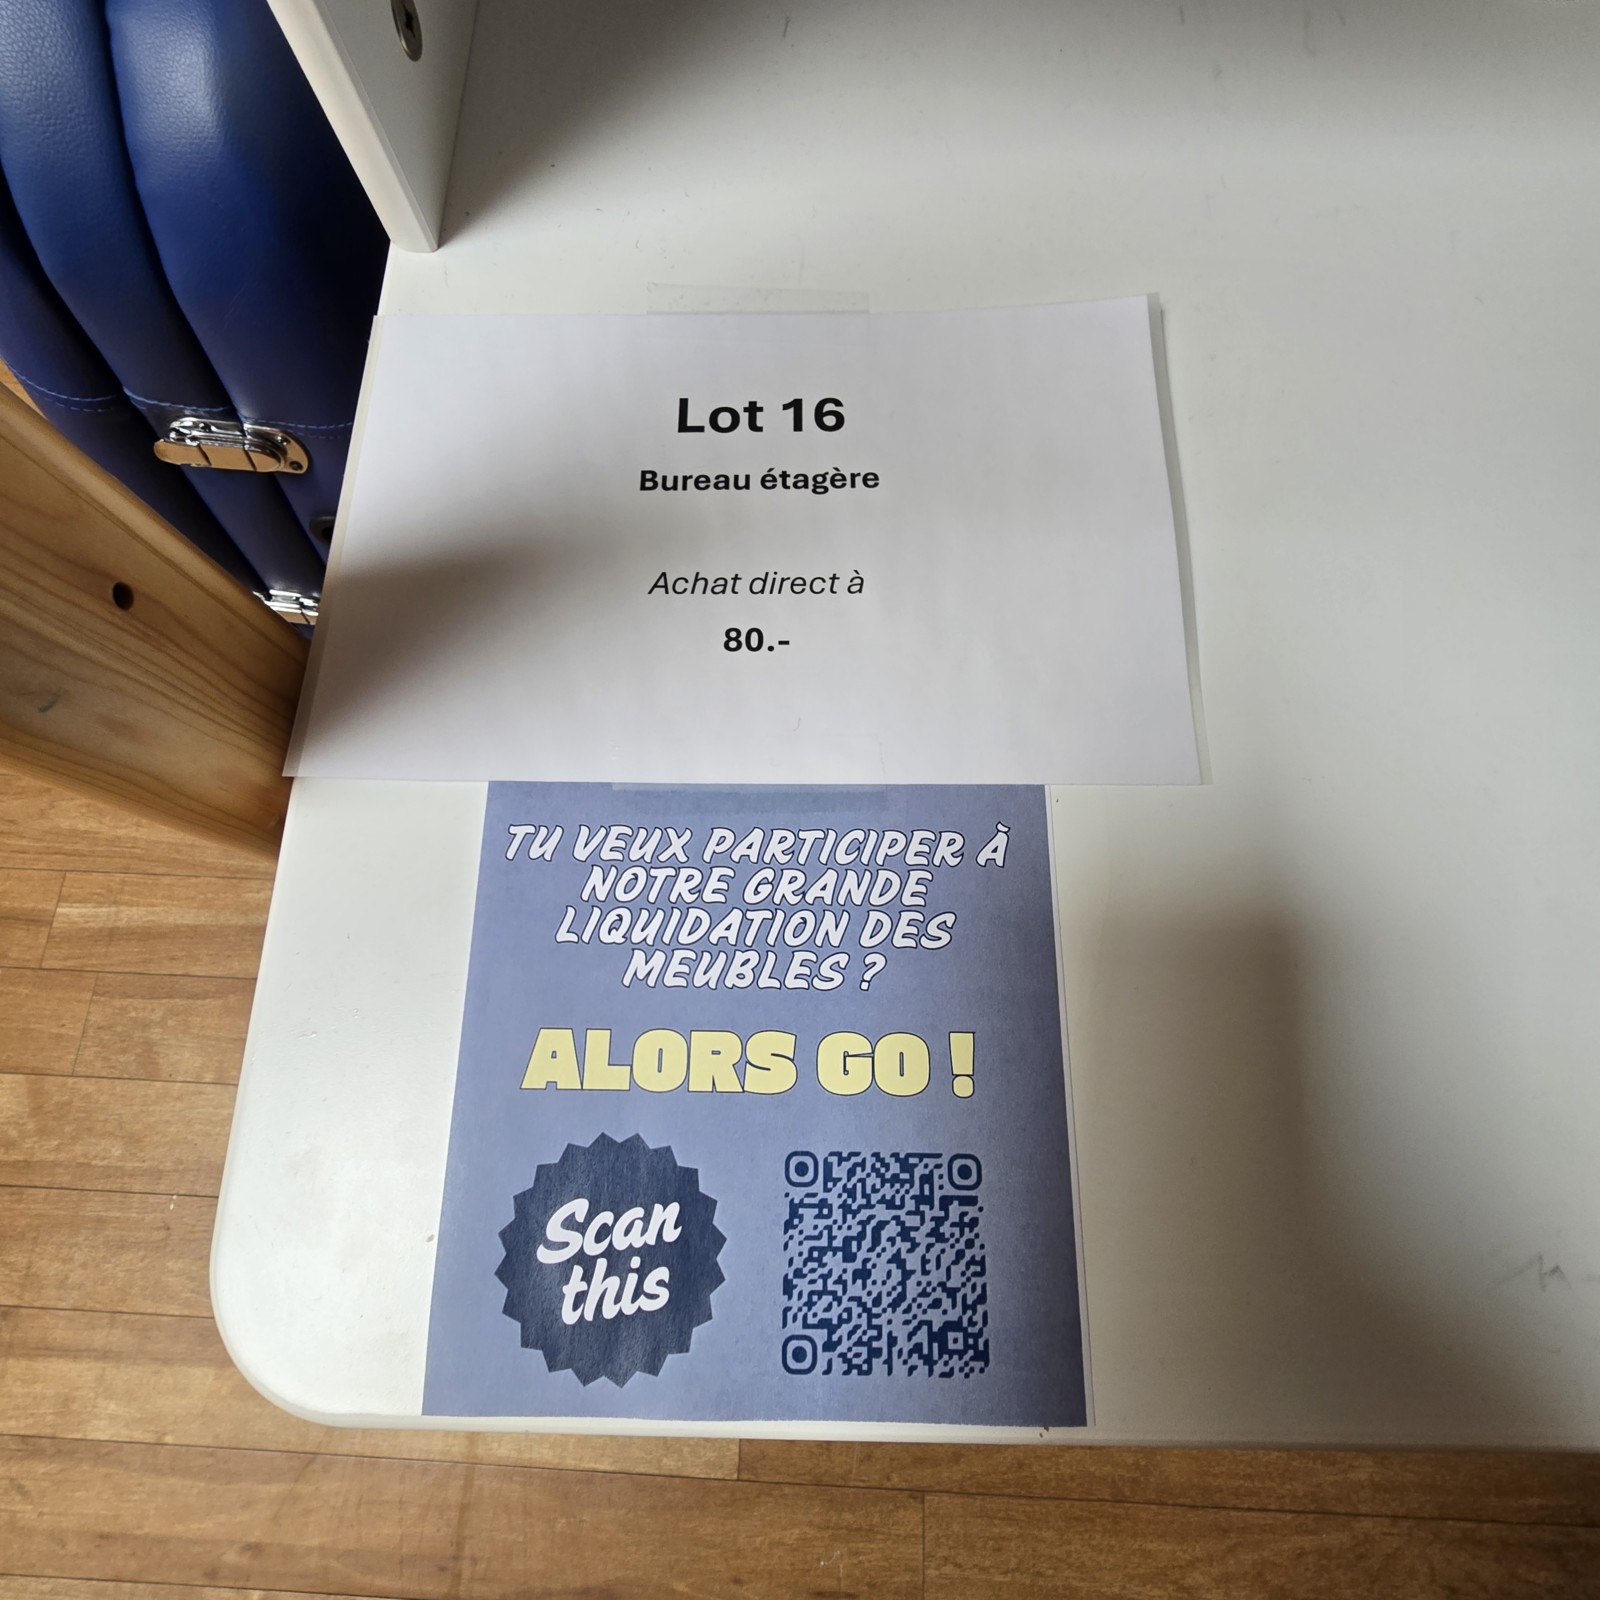 Lot 16
Bureau étagère
Achat direct à
80.-
TU VEUX PARTICIPER À
NOTRE GRANDE
LIQUIDATION DES
MEUBLES ?
ALORS GO !
Scan
this